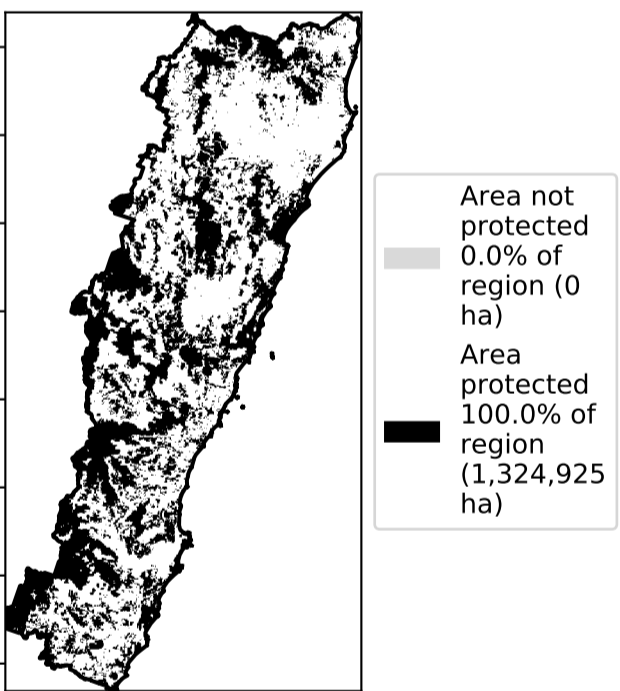 Area not
protected
0.0% of
region (0
ha)
Area
protected
100.0% of
region
(1,324,925
ha)